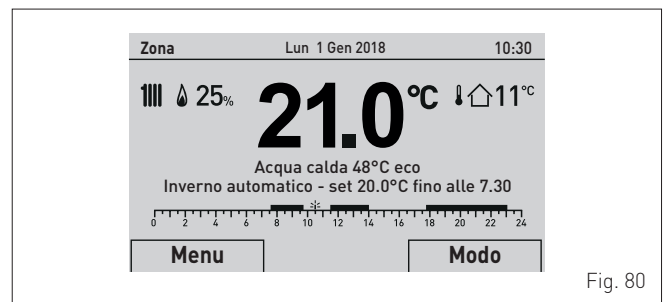 Zona Lun 1 Gen 2018 10:30
25% 21.0°C 11°C
Acqua calda 48°C eco
Inverno automatico - set 20.0°C fino alle 7.30
0 2 4 6 8 10 12 14 16 18 20 22 24
Menu Modo
Fig. 80